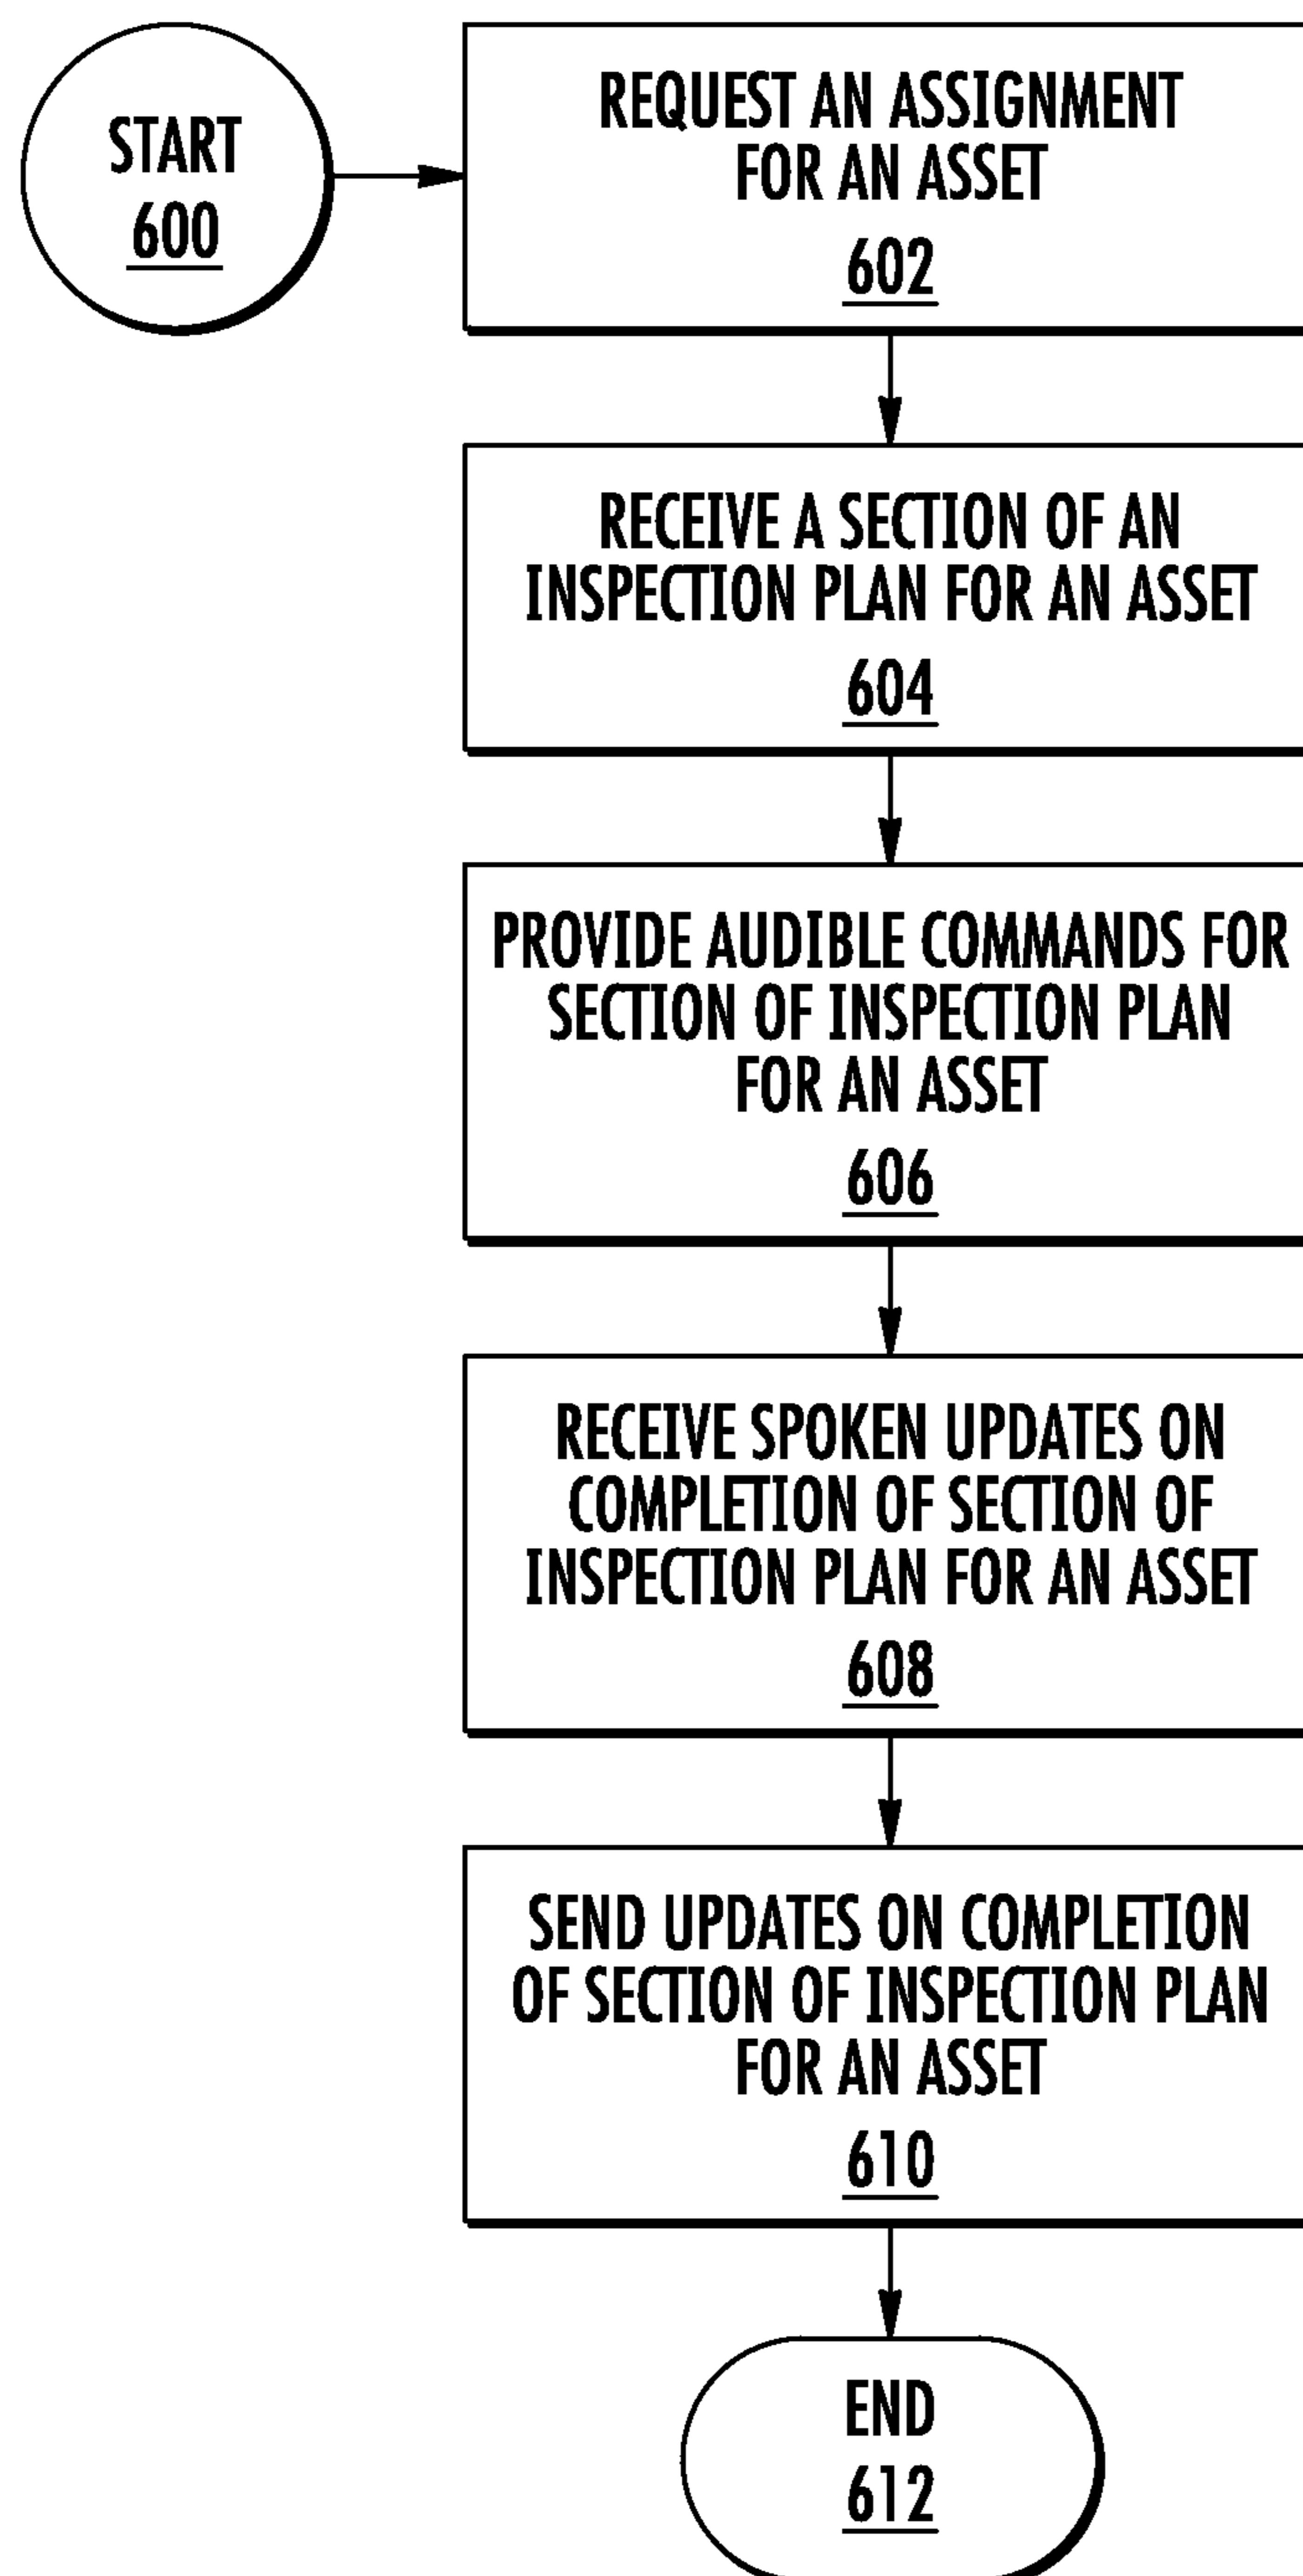 START
600
REQUEST AN ASSIGNMENT
FOR AN ASSET
602
RECEIVE A SECTION OF AN
INSPECTION PLAN FOR AN ASSET
604
PROVIDE AUDIBLE COMMANDS FOR
SECTION OF INSPECTION PLAN
FOR AN ASSET
606
RECEIVE SPOKEN UPDATES ON
COMPLETION OF SECTION OF
INSPECTION PLAN FOR AN ASSET
608
SEND UPDATES ON COMPLETION
OF SECTION OF INSPECTION PLAN
FOR AN ASSET
610
END
612